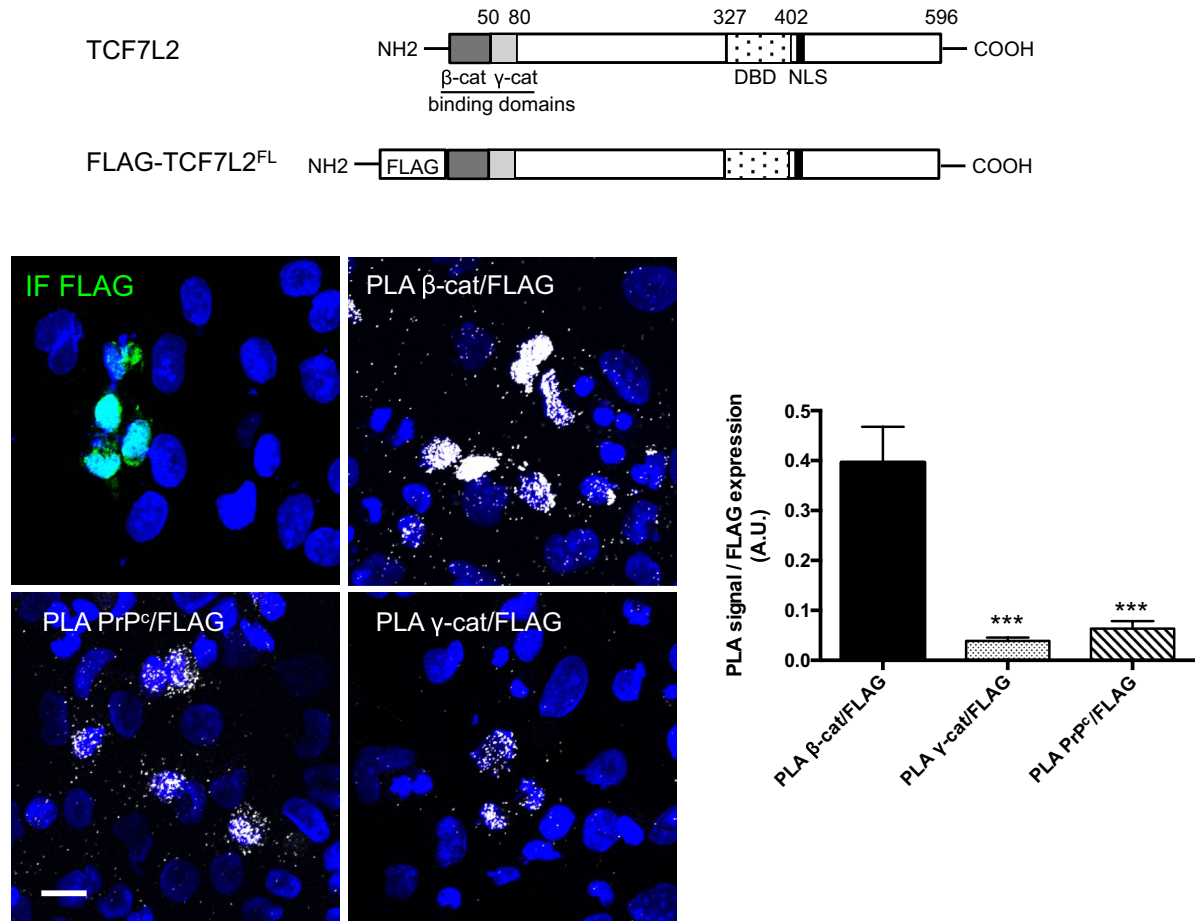 50 80 327 402 596
TCF7L2 NH2 COOH
β-cat γ-cat DBD NLS
binding domains
FLAG-TCF7L2FL NH2 FLAG COOH
IF FLAG
PLA β-cat/FLAG
PLA PrPc/FLAG
PLA γ-cat/FLAG
PLA signal / FLAG expression
(A.U.)
0.5
0.4
0.3
0.2
0.1
0.0
***
***
PLA β-cat/FLAG
PLA γ-cat/FLAG
PLA PrPc/FLAG